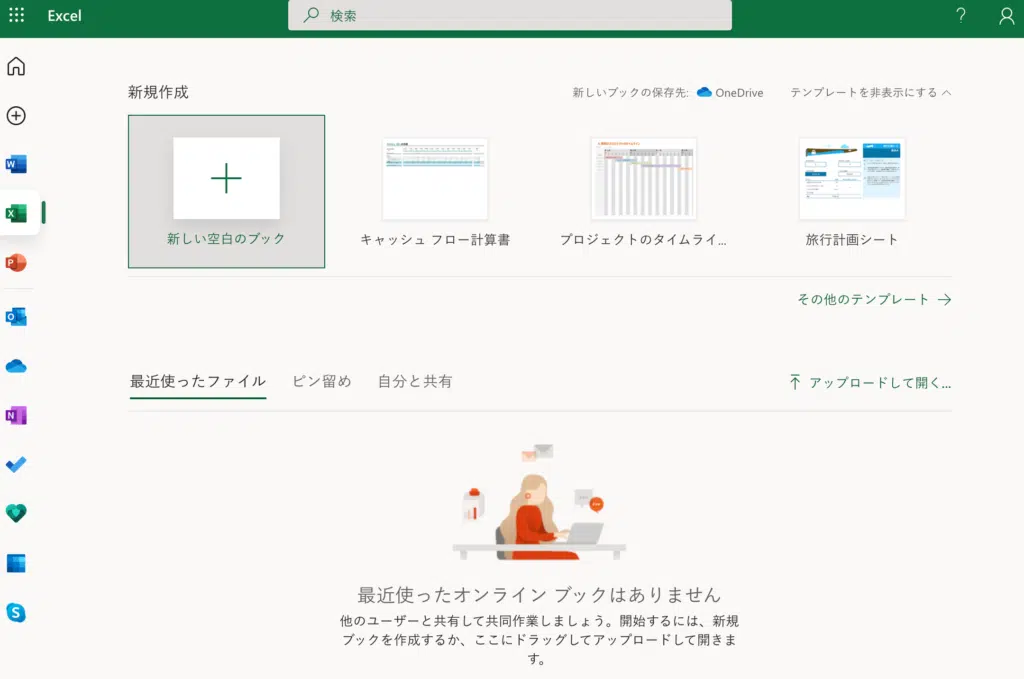 Excel
検索
?
新規作成
新しいブックの保存先: OneDrive
テンプレートを非表示にする
新しい空白のブック
キャッシュ フロー計算書
プロジェクトのタイムライ...
旅行計画シート
その他のテンプレート
最近使ったファイル
ピン留め
自分と共有
アップロードして開く...
最近使ったオンライン ブックはありません
他のユーザーと共有して共同作業しましょう。開始するには、新規
ブックを作成するか、ここにドラッグしてアップロードして開きま
す。
W
X
P
O
N
S